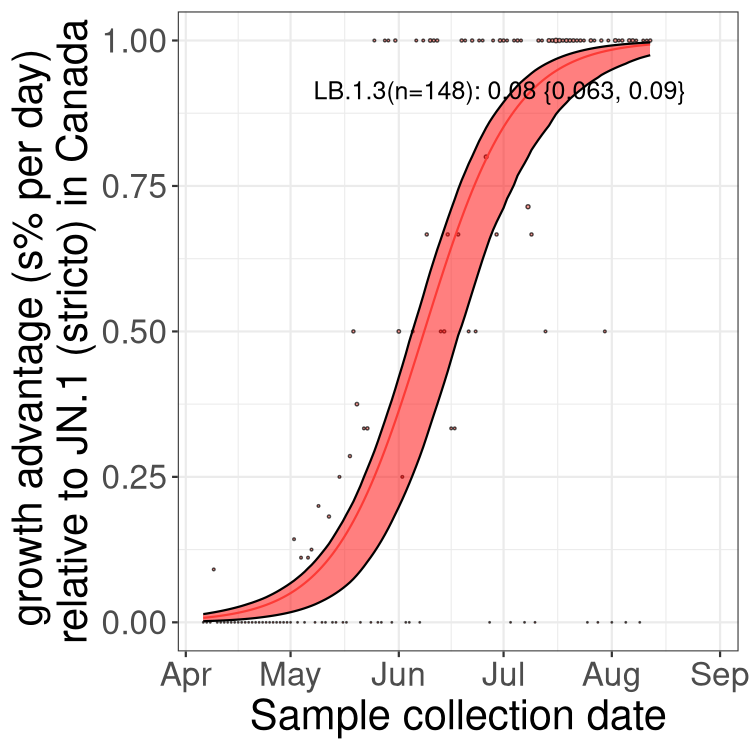 growth advantage (s% per day)
relative to JN.1 (stricto) in Canada
1.00
0.75
0.50
0.25
0.00
LB.1.3(n=148): 0.08 {0.063, 0.09}
Apr May Jun Jul Aug Sep
Sample collection date